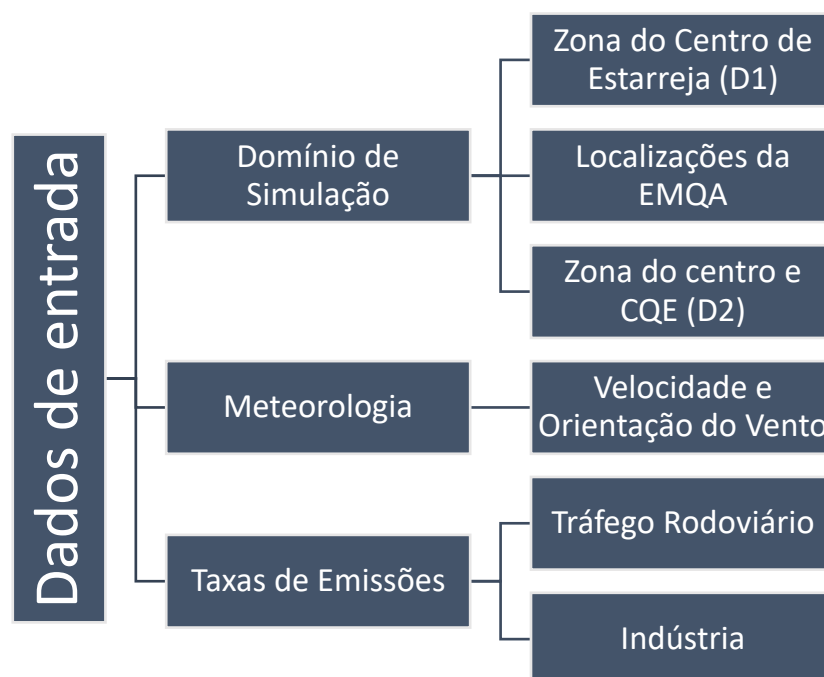 Dados de entrada
Domínio de
Simulação
Zona do Centro de
Estarreja (D1)
Localizações da
EMQA
Zona do centro e
CQE (D2)
Meteorologia
Velocidade e
Orientação do Vento
Taxas de Emissões
Tráfego Rodoviário
Indústria